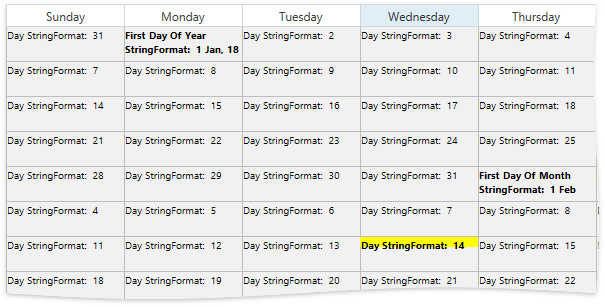 Sunday Monday Tuesday Wednesday Thursday
Day StringFormat: 31 First Day Of Year Day StringFormat: 2 Day StringFormat: 3 Day StringFormat: 4
StringFormat: 1 Jan, 18
Day StringFormat: 7 Day StringFormat: 8 Day StringFormat: 9 Day StringFormat: 10 Day StringFormat: 11
Day StringFormat: 14 Day StringFormat: 15 Day StringFormat: 16 Day StringFormat: 17 Day StringFormat: 18
Day StringFormat: 21 Day StringFormat: 22 Day StringFormat: 23 Day StringFormat: 24 Day StringFormat: 25
Day StringFormat: 28 Day StringFormat: 29 Day StringFormat: 30 Day StringFormat: 31 First Day Of Month
StringFormat: 1 Feb
Day StringFormat: 4 Day StringFormat: 5 Day StringFormat: 6 Day StringFormat: 7 Day StringFormat: 8
Day StringFormat: 11 Day StringFormat: 12 Day StringFormat: 13 Day StringFormat: 14 Day StringFormat: 15
Day StringFormat: 18 Day StringFormat: 19 Day StringFormat: 20 Day StringFormat: 21 Day StringFormat: 22